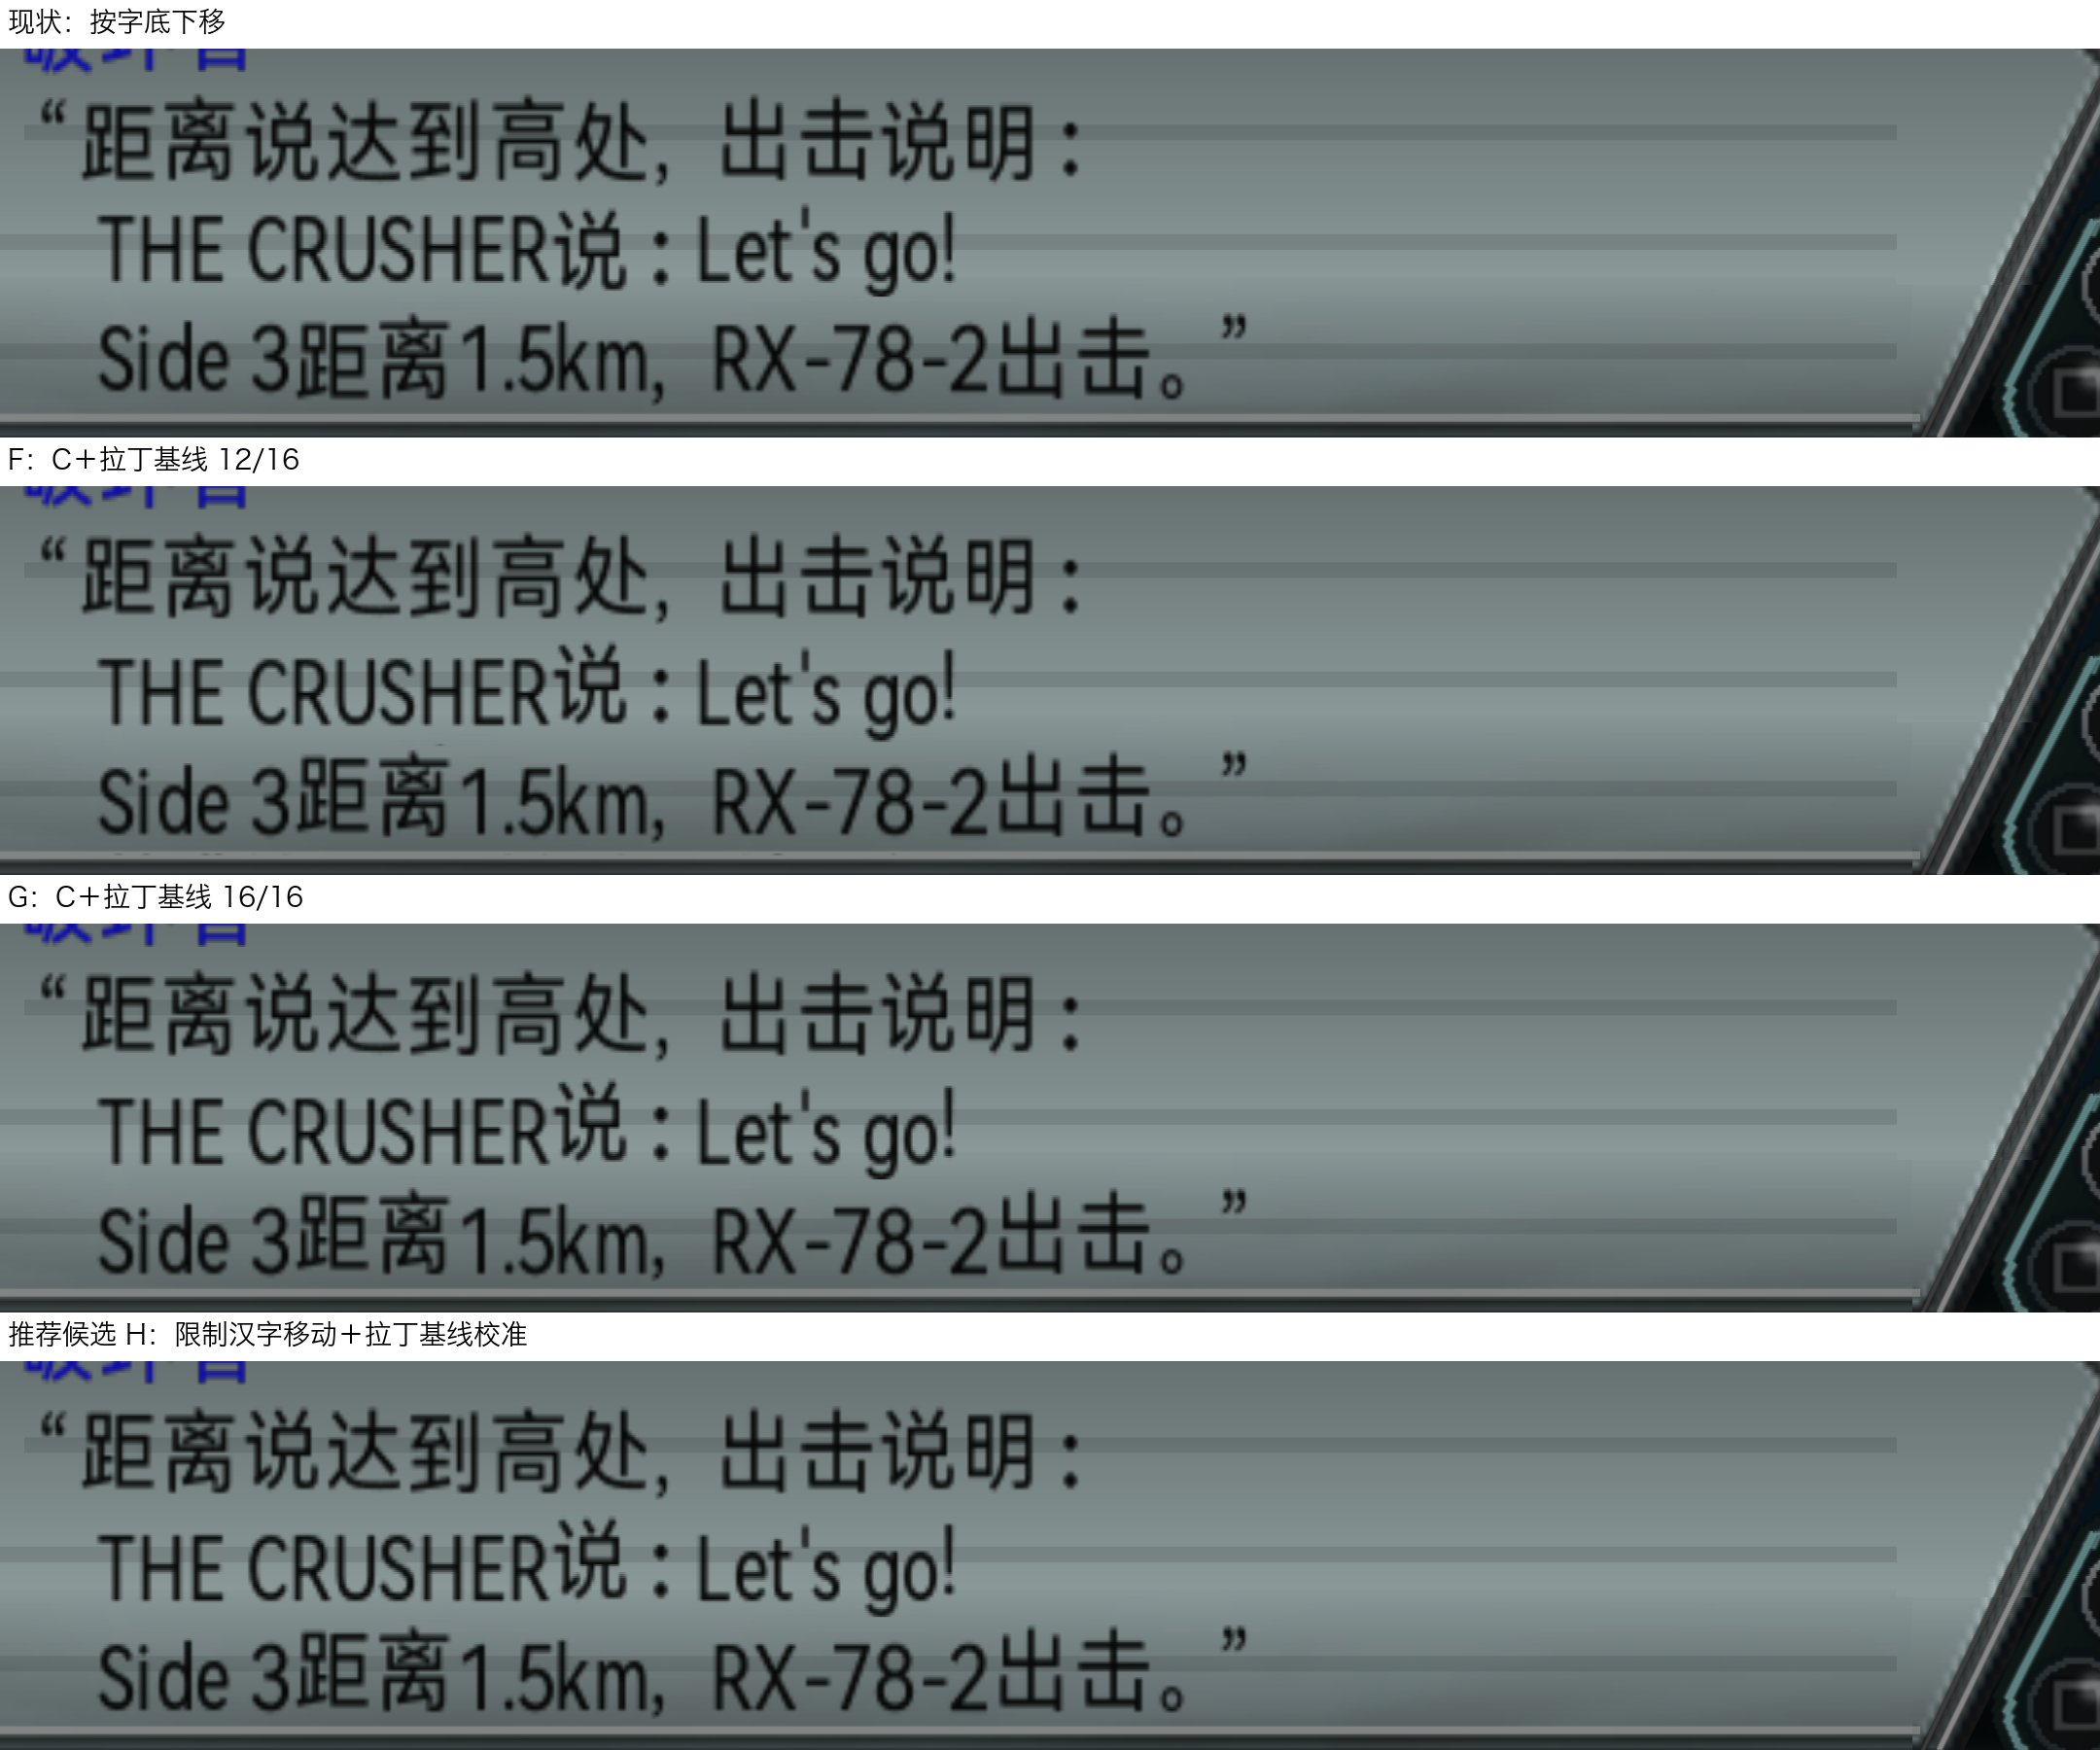 现状：按字底下移
“距离说达到高处，出击说明：
THE CRUSHER说：Let's go!
Side 3距离1.5km，RX-78-2出击。”
F：C＋拉丁基线 12/16
“距离说达到高处，出击说明：
THE CRUSHER说：Let's go!
Side 3距离1.5km，RX-78-2出击。”
G：C＋拉丁基线 16/16
“距离说达到高处，出击说明：
THE CRUSHER说：Let's go!
Side 3距离1.5km，RX-78-2出击。”
推荐候选 H：限制汉字移动＋拉丁基线校准
“距离说达到高处，出击说明：
THE CRUSHER说：Let's go!
Side 3距离1.5km，RX-78-2出击。”